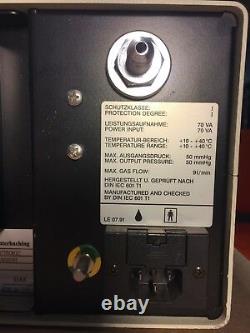 SCHUTZKLASSE: I
PROTECTION DEGREE: I
LEISTUNGSAUFNAHME: 70 VA
POWER INPUT: 70 VA
TEMPERATUR-BEREICH: +10 - +40°C
TEMPERATURE RANGE: +10 - +40°C
MAX. AUSGANGSDRUCK: 50 mmHg
MAX. OUTPUT PRESSURE: 50 mmHg
MAX. GAS FLOW: 9 l/min
HERGESTELLT U. GEPRÜFT NACH
DIN IEC 601 T1
MANUFACTURED AND CHECKED
BY DIN IEC 601 T1
LE 07.91